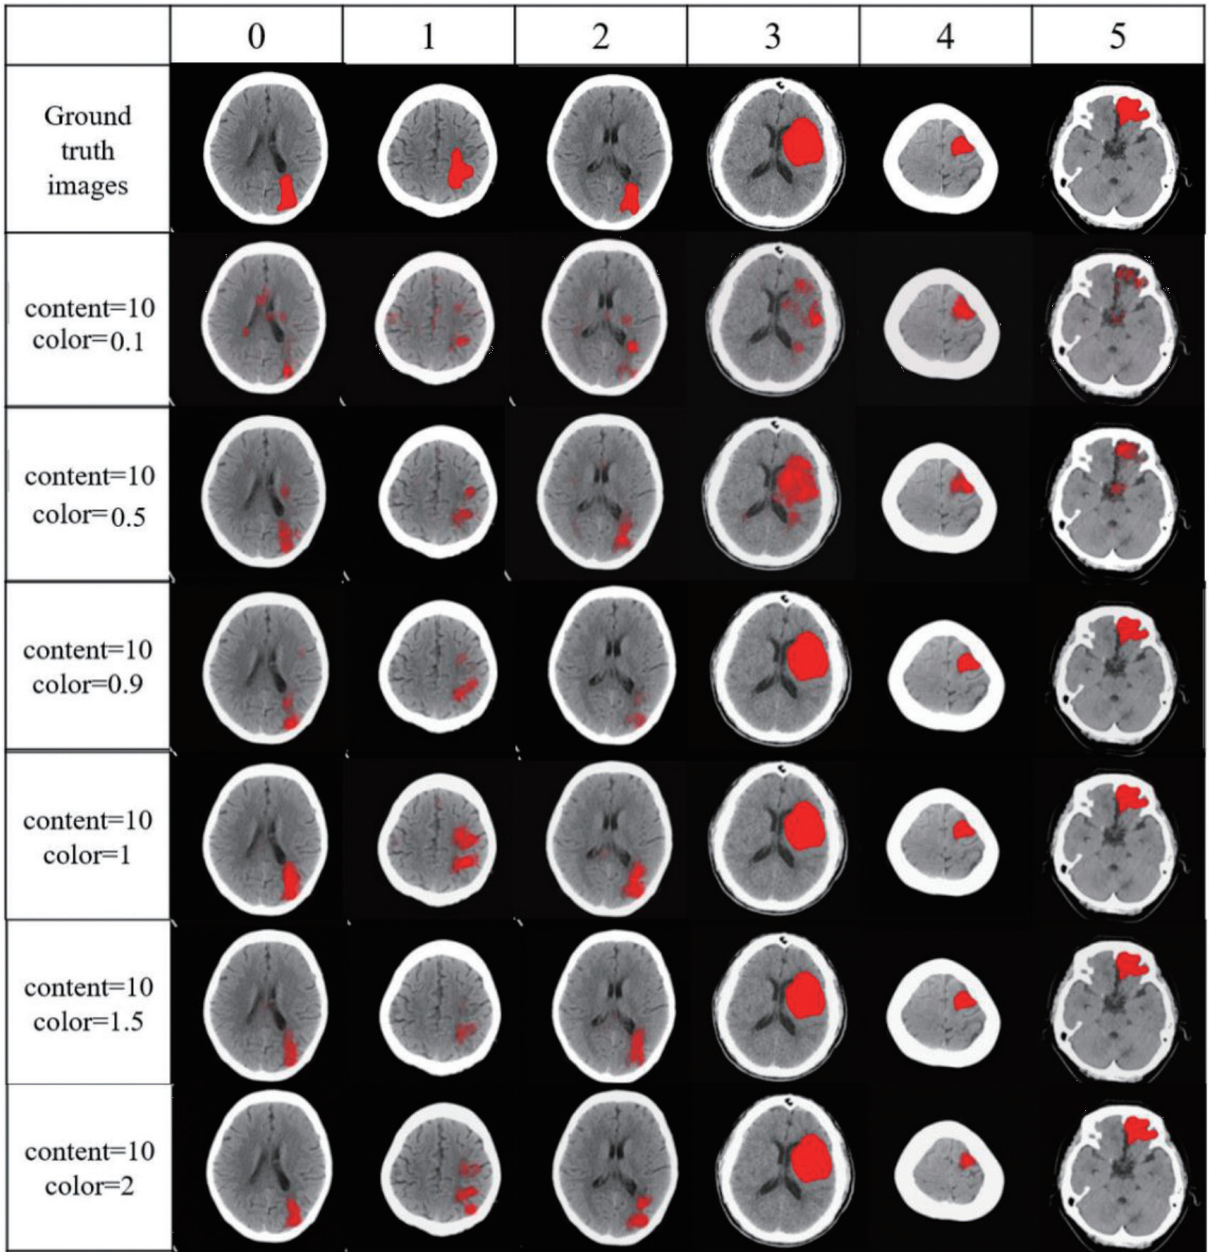 0 1 2 3 4 5
Ground
truth
images
content=10
color=0.1
content=10
color=0.5
content=10
color=0.9
content=10
color=1
content=10
color=1.5
content=10
color=2